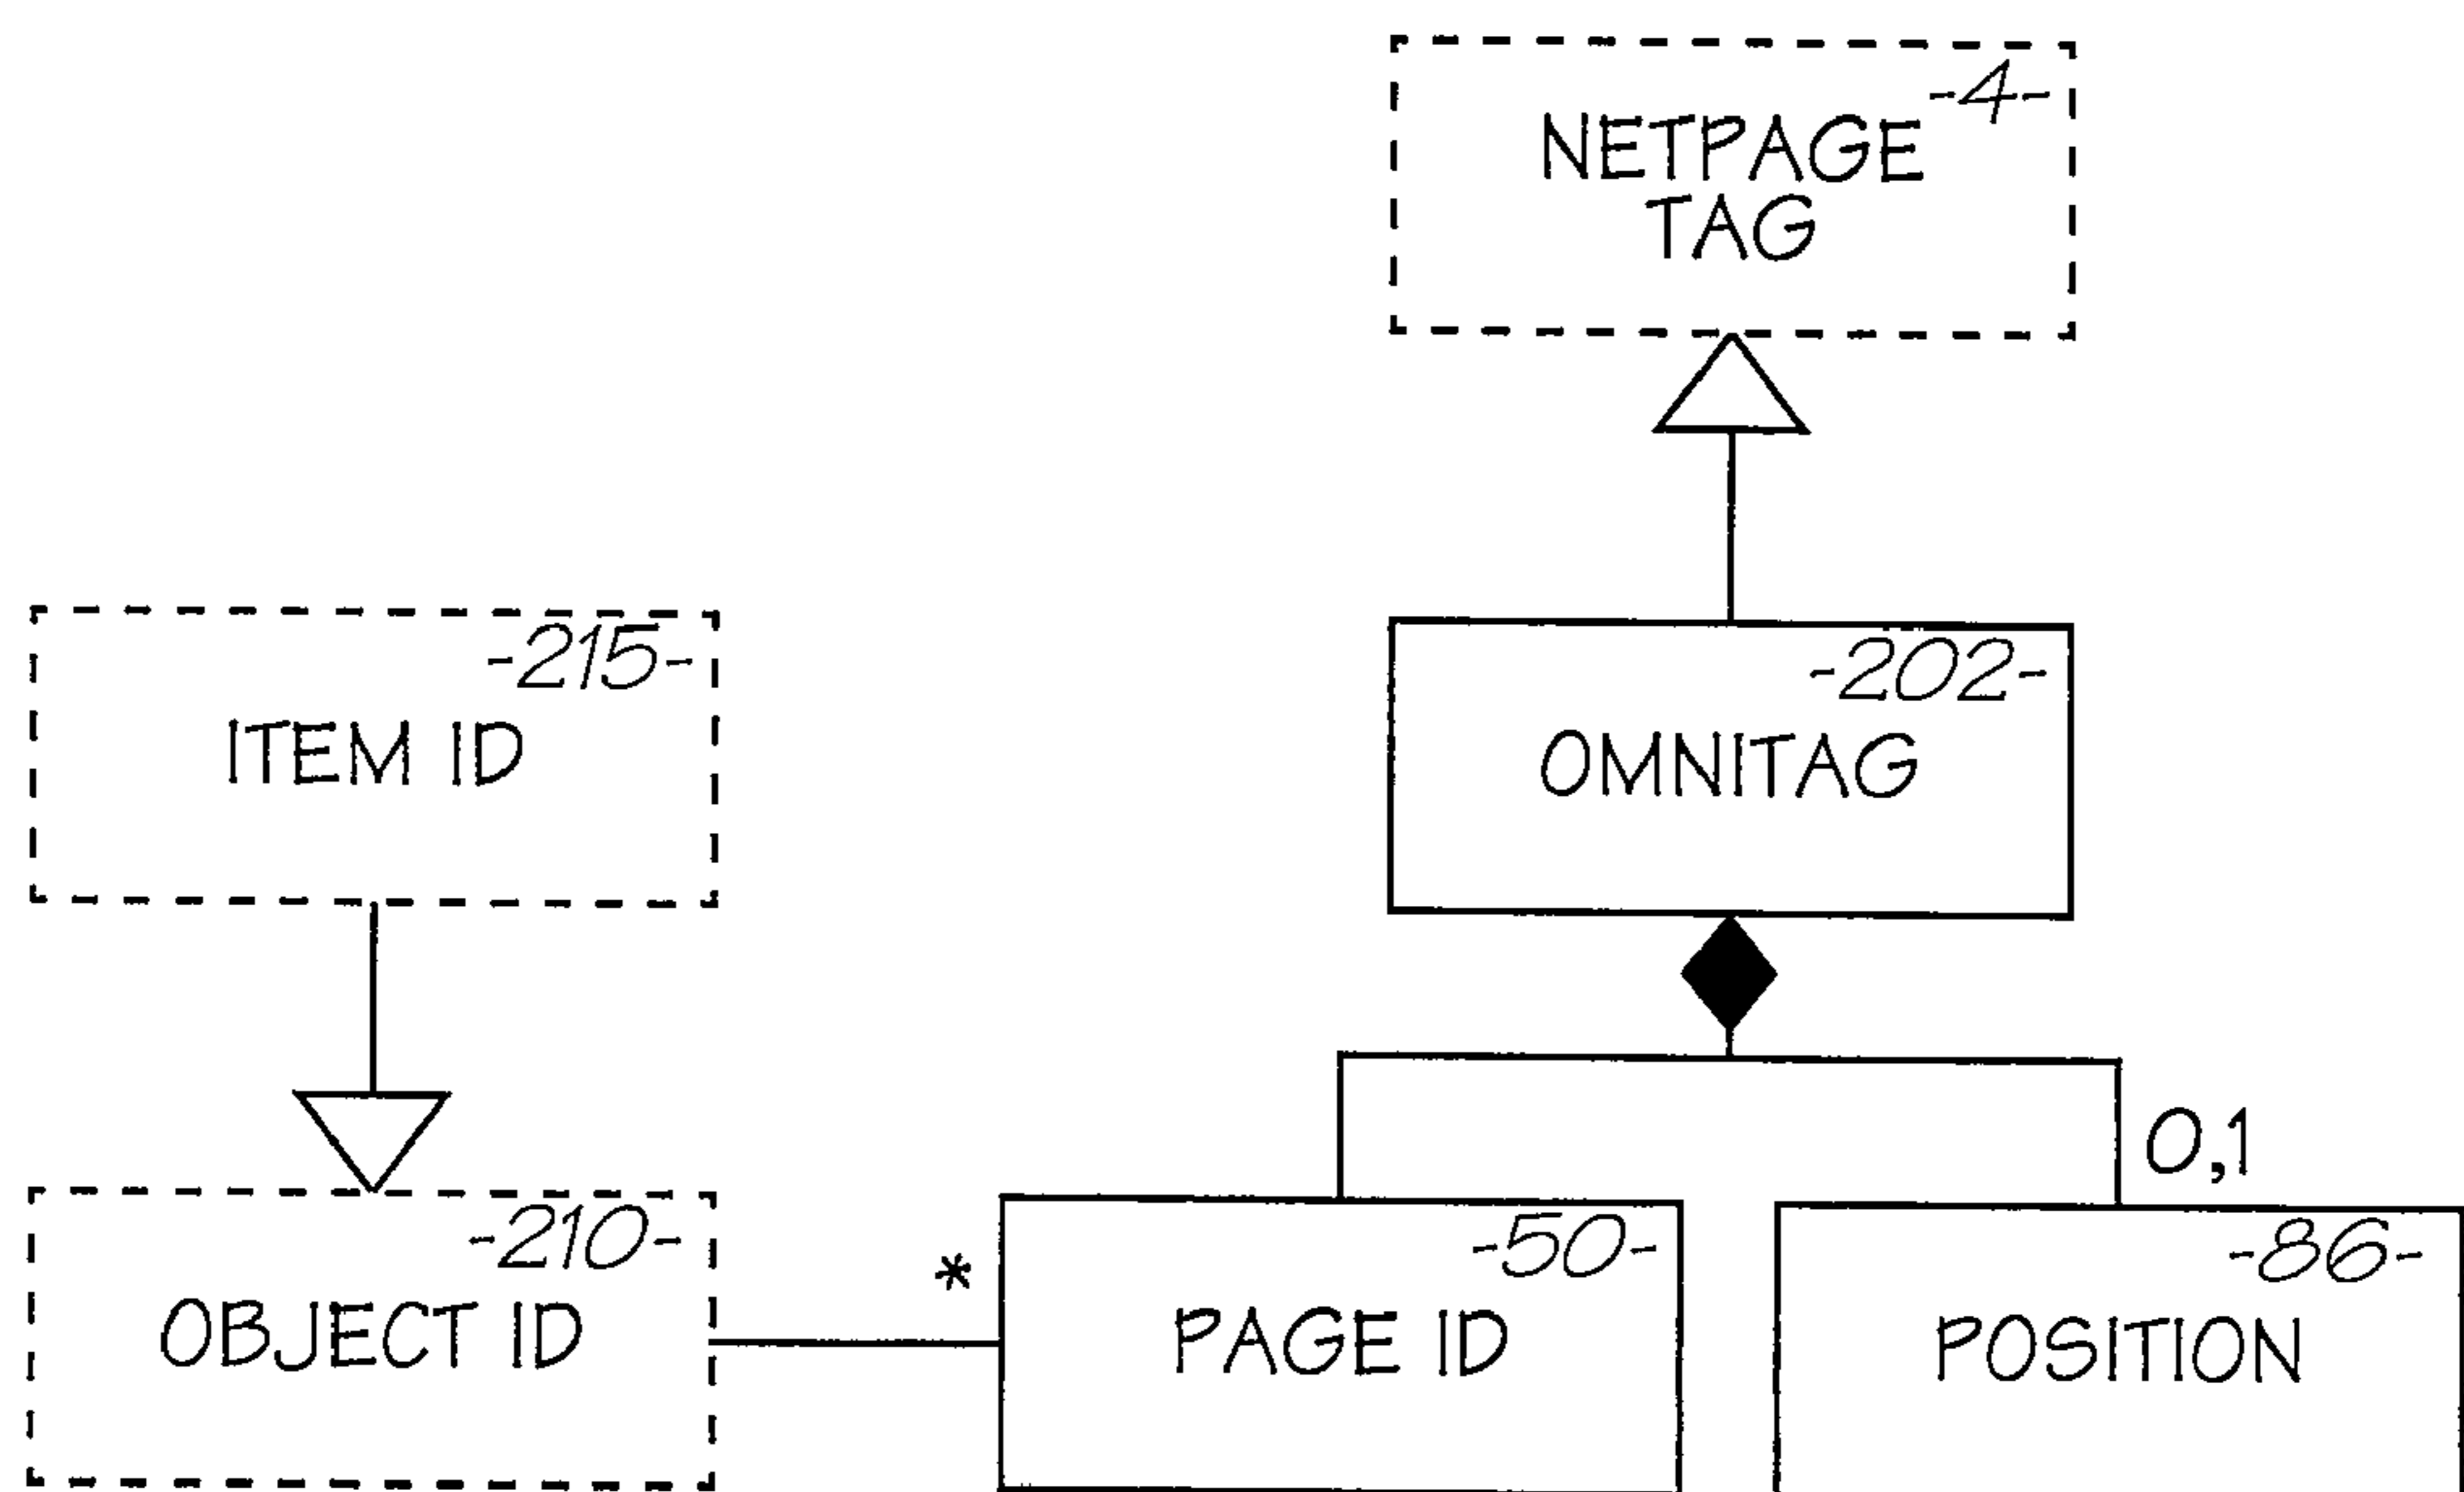 -4-
NETPAGE
TAG
-215-
ITEM ID
-202-
OMNITAG
0,1
-210-
OBJECT ID
*
-50-
PAGE ID
-86-
POSITION